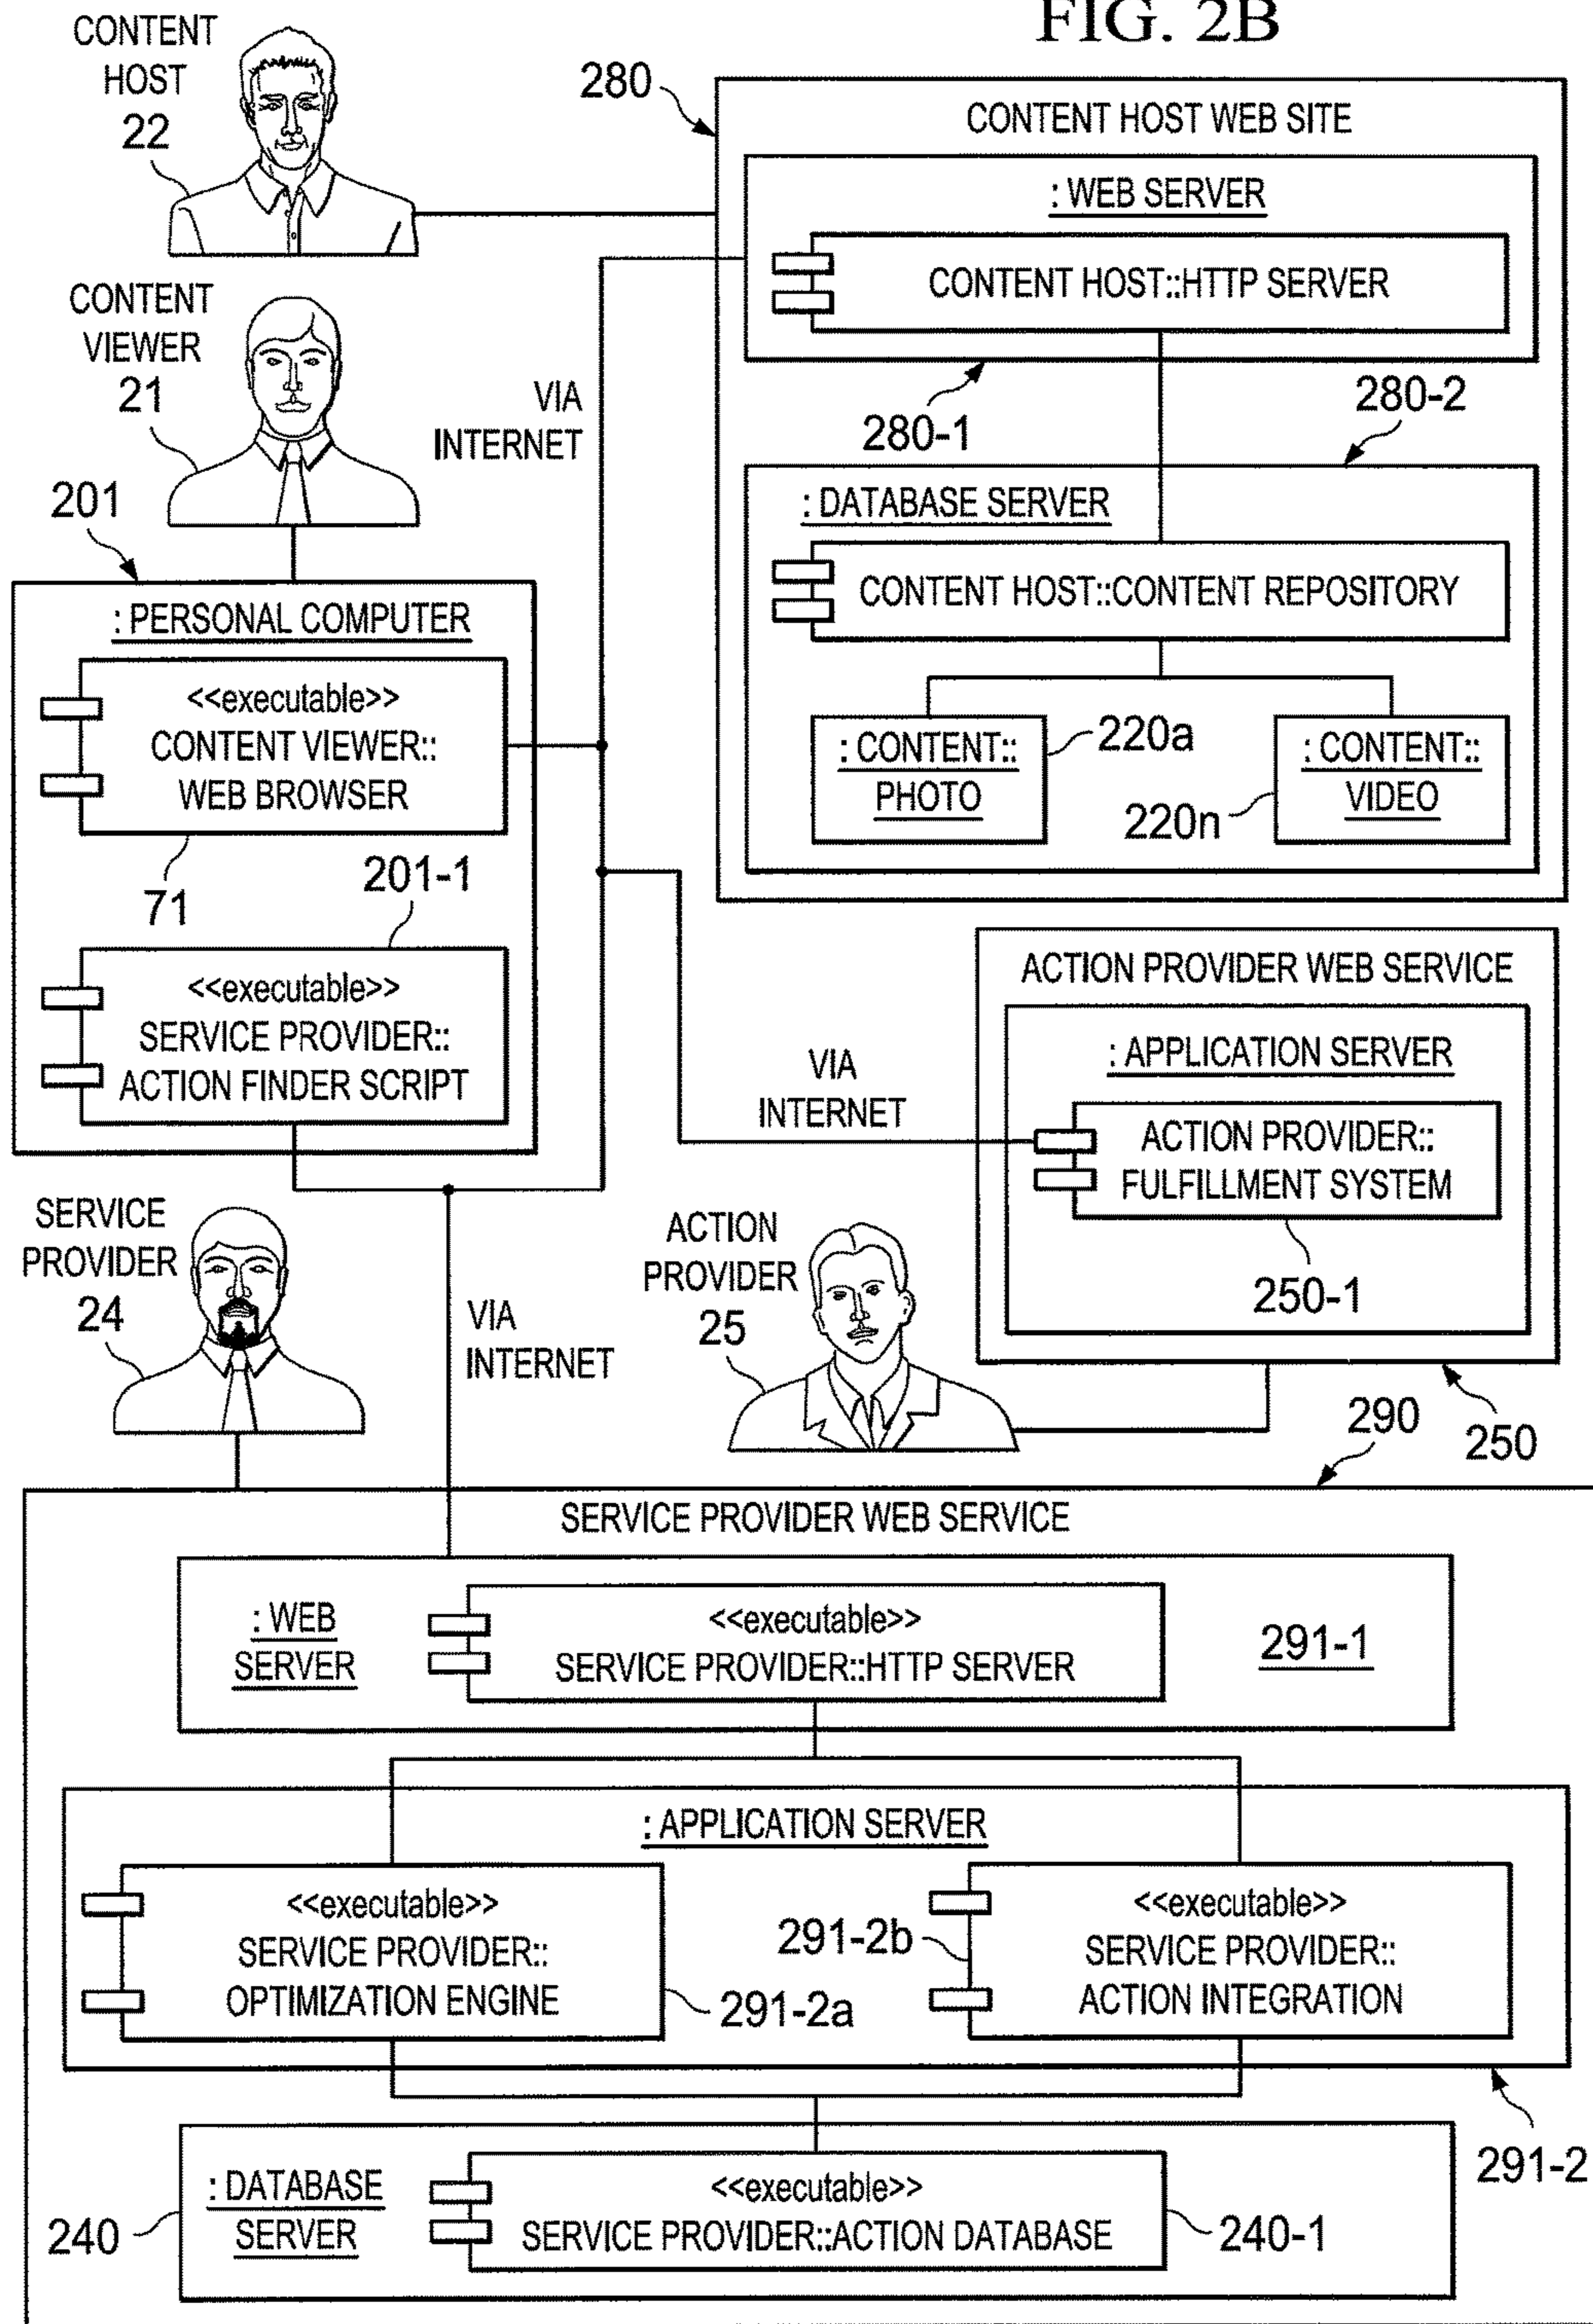 FIG. 2B
CONTENT
HOST
22
280
CONTENT HOST WEB SITE
: WEB SERVER
CONTENT HOST::HTTP SERVER
280-1
280-2
CONTENT
VIEWER
21
VIA
INTERNET
: DATABASE SERVER
CONTENT HOST::CONTENT REPOSITORY
: CONTENT::
PHOTO
220a
220n
: CONTENT::
VIDEO
201
: PERSONAL COMPUTER
<<executable>>
CONTENT VIEWER::
WEB BROWSER
71
201-1
<<executable>>
SERVICE PROVIDER::
ACTION FINDER SCRIPT
VIA
INTERNET
ACTION PROVIDER WEB SERVICE
: APPLICATION SERVER
ACTION PROVIDER::
FULFILLMENT SYSTEM
250-1
250
SERVICE
PROVIDER
24
VIA
INTERNET
ACTION
PROVIDER
25
290
SERVICE PROVIDER WEB SERVICE
: WEB
SERVER
<<executable>>
SERVICE PROVIDER::HTTP SERVER
291-1
: APPLICATION SERVER
<<executable>>
SERVICE PROVIDER::
OPTIMIZATION ENGINE
291-2a
291-2b
<<executable>>
SERVICE PROVIDER::
ACTION INTEGRATION
291-2
240
: DATABASE
SERVER
<<executable>>
SERVICE PROVIDER::ACTION DATABASE
240-1